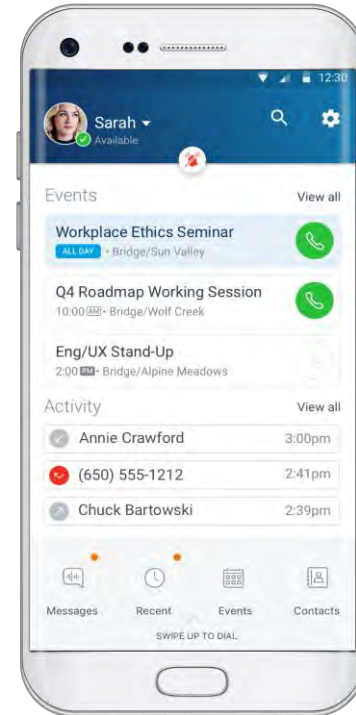 12:30
Sarah
Available
Events View all
Workplace Ethics Seminar
ALL DAY • Bridge/Sun Valley
Q4 Roadmap Working Session
10:00 AM • Bridge/Wolf Creek
Eng/UX Stand-Up
2:00 PM • Bridge/Alpine Meadows
Activity View all
Annie Crawford 3:00pm
(650) 555-1212 2:41pm
Chuck Bartowski 2:39pm
Messages Recent Events Contacts
SWIPE UP TO DIAL